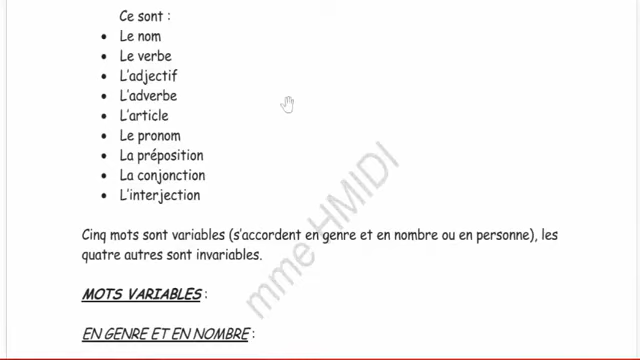 Ce sont :
• Le nom
• Le verbe
• L'adjectif
• L'adverbe
• L'article
• Le pronom
• La préposition
• La conjonction
• L'interjection
Cinq mots sont variables (s'accordent en genre et en nombre ou en personne), les
quatre autres sont invariables.
MOTS VARIABLES :
EN GENRE ET EN NOMBRE :
mme HMIDI